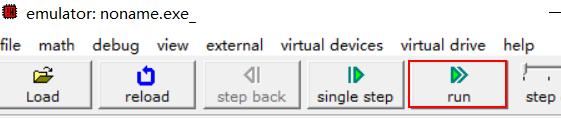 emulator: noname.exe_
file math debug view external virtual devices virtual drive help
Load reload step back single step run step